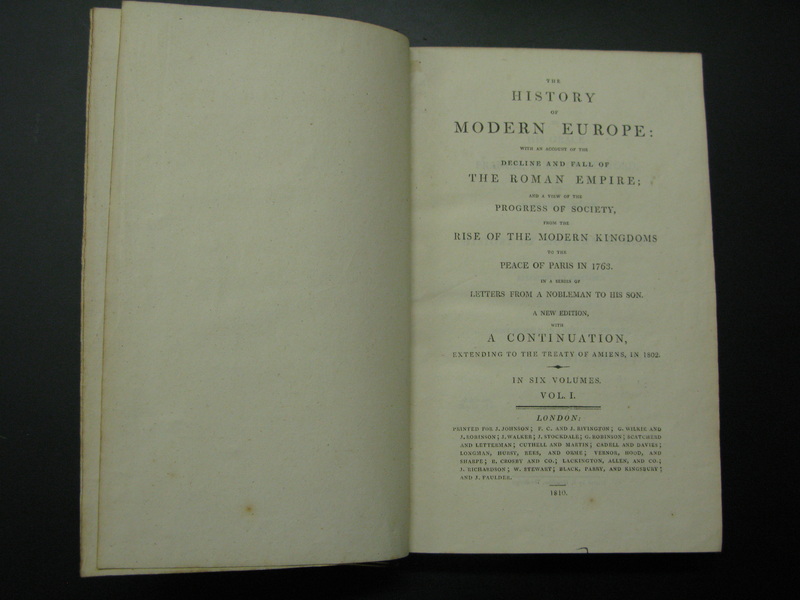 THE
HISTORY
OF
MODERN EUROPE:
WITH AN ACCOUNT OF THE
DECLINE AND FALL OF
THE ROMAN EMPIRE;
AND A VIEW OF THE
PROGRESS OF SOCIETY,
FROM THE
RISE OF THE MODERN KINGDOMS
TO THE
PEACE OF PARIS IN 1763.
IN A SERIES OF
LETTERS FROM A NOBLEMAN TO HIS SON.
A NEW EDITION,
WITH
A CONTINUATION,
EXTENDING TO THE TREATY OF AMIENS, IN 1802.
IN SIX VOLUMES.
VOL. I.
LONDON:
PRINTED FOR J. JOHNSON; F. C. AND J. RIVINGTON; G. WILKIE AND
J. ROBINSON; J. WALKER; J. STOCKDALE; G. ROBINSON; SCATCHERD
AND LETTERMAN; CUTHELL AND MARTIN; CADELL AND DAVIES;
LONGMAN, HURST, REES, AND ORME; VERNOR, HOOD, AND
SHARPE; B. CROSBY AND CO.; LACKINGTON, ALLEN, AND CO.;
J. RICHARDSON; W. STEWART; BLACK, PARRY, AND KINGSBURY;
AND J. FAULDER.
1810.